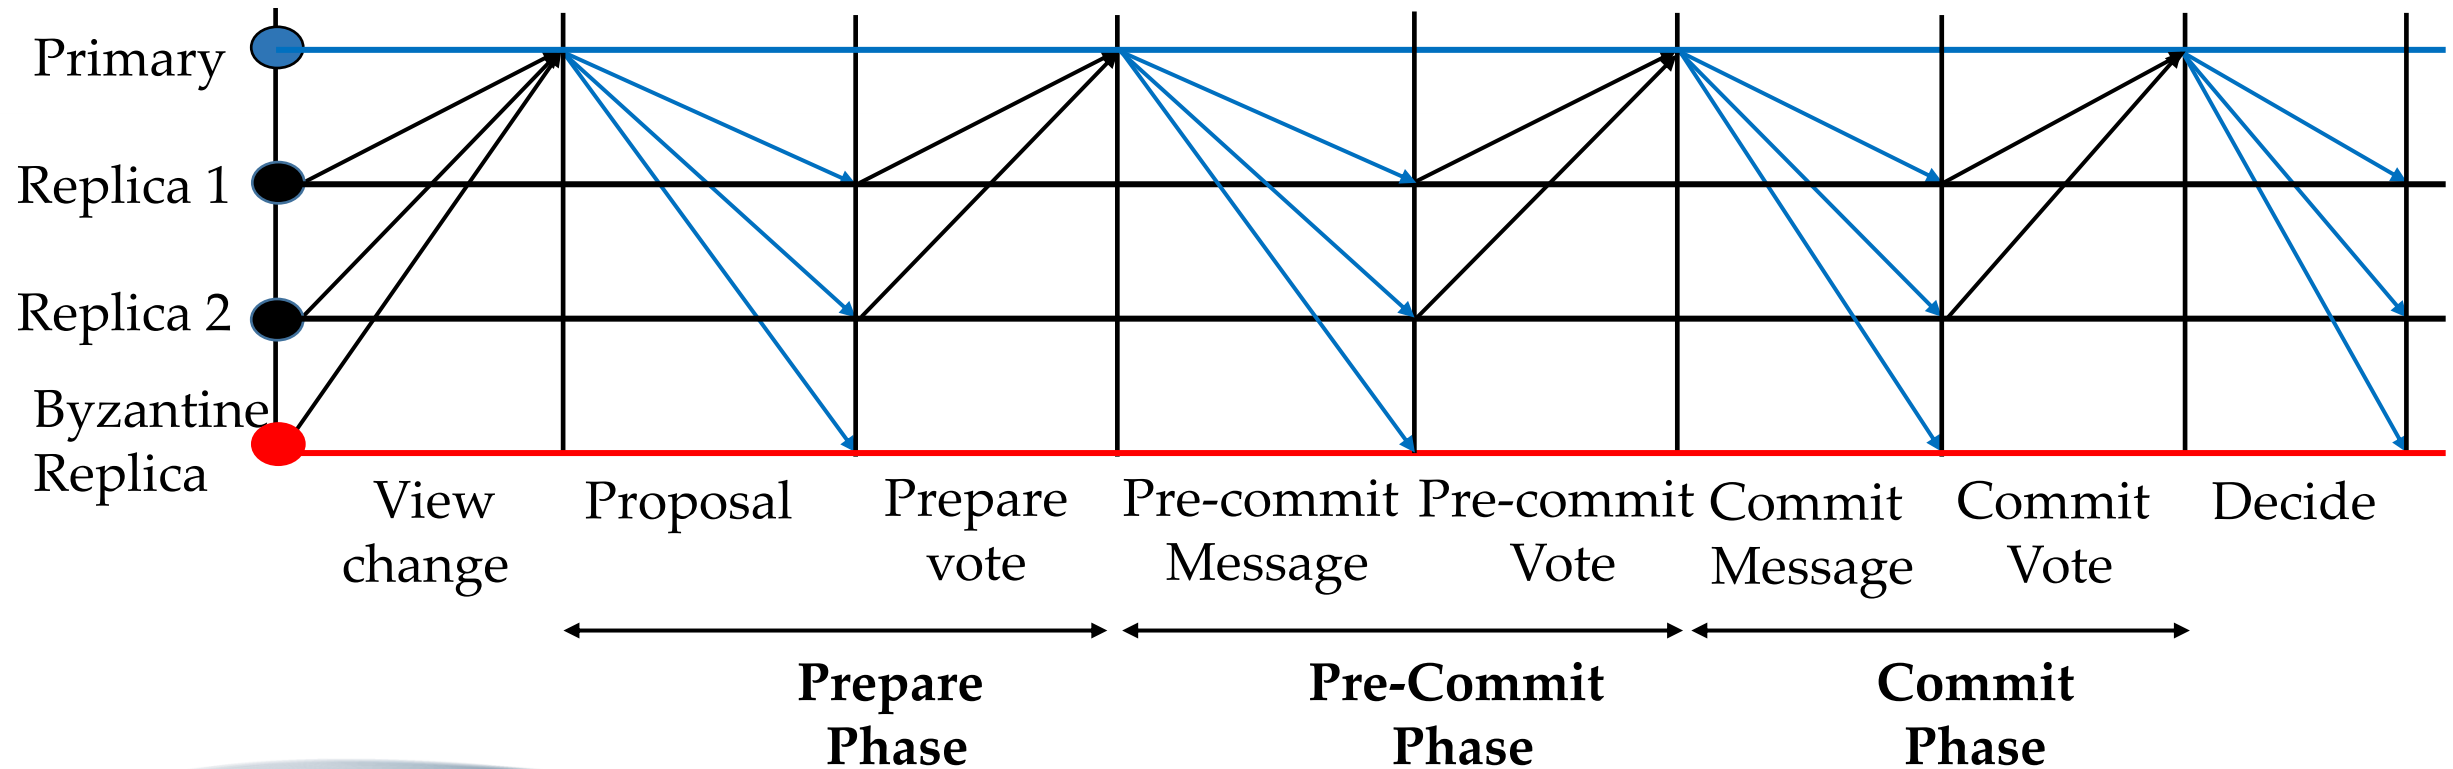 Primary
Replica 1
Replica 2
Byzantine
Replica
View
change
Proposal
Prepare
vote
Pre-commit
Message
Pre-commit
Vote
Commit
Message
Commit
Vote
Decide
Prepare
Phase
Pre-Commit
Phase
Commit
Phase